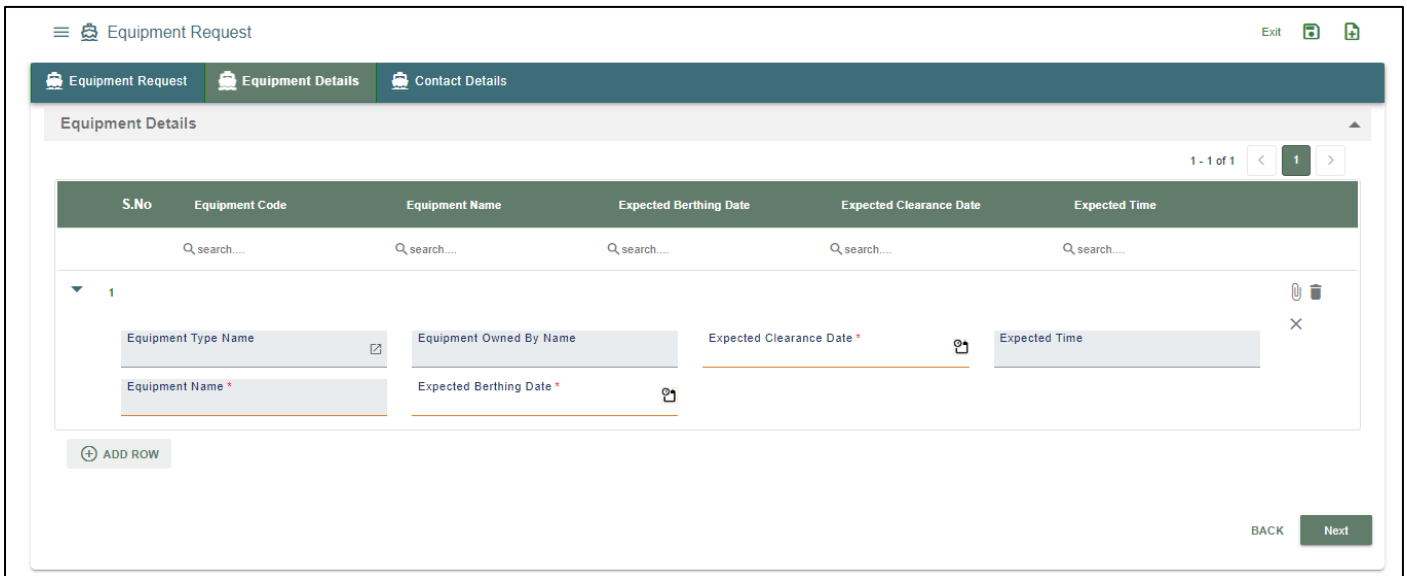 Equipment Request
Exit
Equipment Request Equipment Details Contact Details
Equipment Details
1 - 1 of 1 < 1 >
S.No Equipment Code Equipment Name Expected Berthing Date Expected Clearance Date Expected Time
search.... search.... search.... search.... search....
1
Equipment Type Name Equipment Owned By Name Expected Clearance Date * Expected Time
Equipment Name * Expected Berthing Date *
ADD ROW
BACK Next